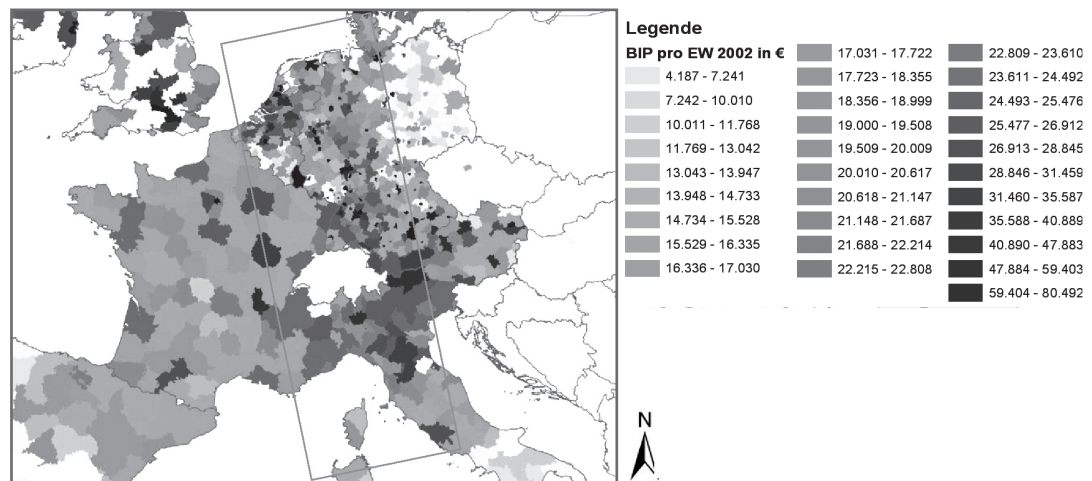 Legende
BIP pro EW 2002 in €
4.187 - 7.241
7.242 - 10.010
10.011 - 11.768
11.769 - 13.042
13.043 - 13.947
13.948 - 14.733
14.734 - 15.528
15.529 - 16.335
16.336 - 17.030
17.031 - 17.722
17.723 - 18.355
18.356 - 18.999
19.000 - 19.508
19.509 - 20.009
20.010 - 20.617
20.618 - 21.147
21.148 - 21.687
21.688 - 22.214
22.215 - 22.808
22.809 - 23.610
23.611 - 24.492
24.493 - 25.476
25.477 - 26.912
26.913 - 28.845
28.846 - 31.459
31.460 - 35.587
35.588 - 40.889
40.890 - 47.883
47.884 - 59.403
59.404 - 80.492
N